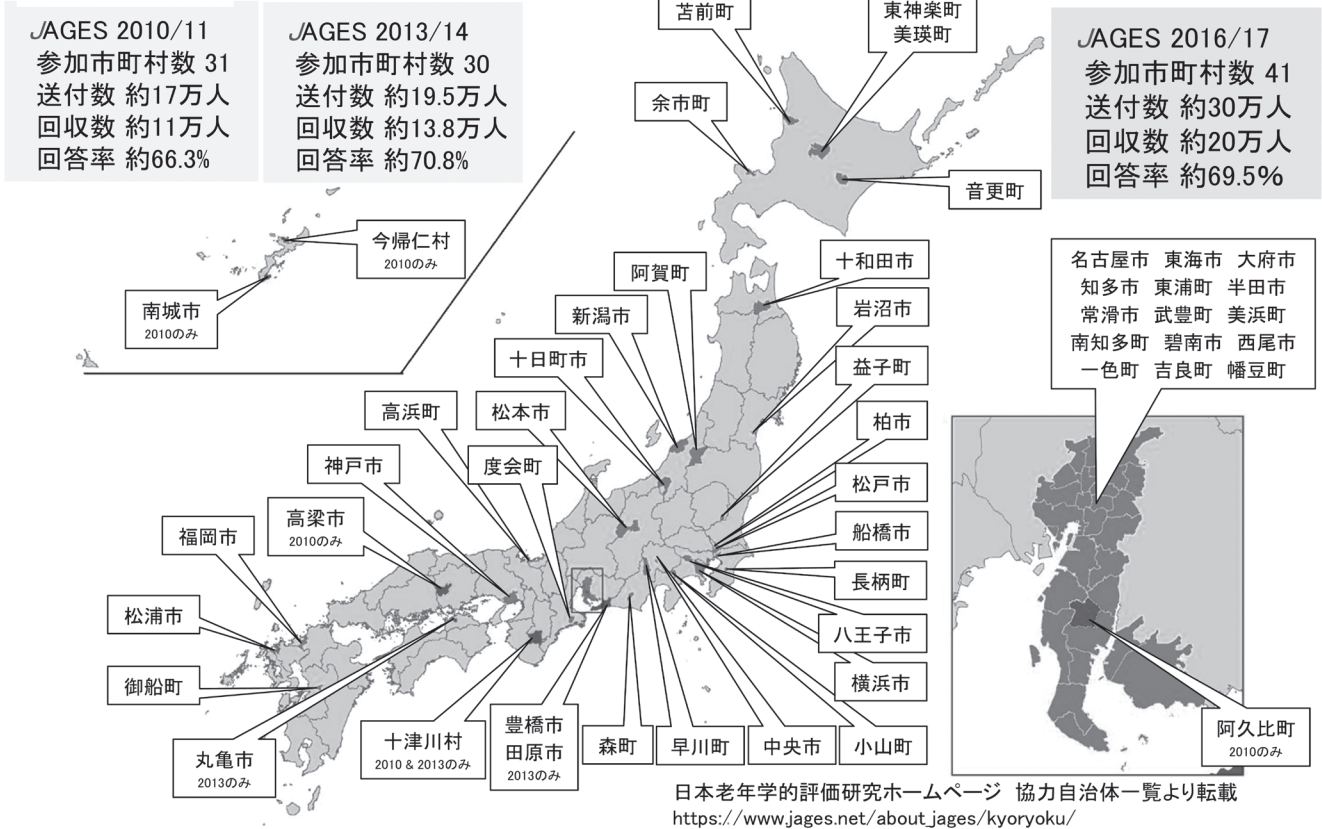 JAGES 2010/11
参加市町村数 31
送付数 約17万人
回収数 約11万人
回答率 約66.3%
JAGES 2013/14
参加市町村数 30
送付数 約19.5万人
回収数 約13.8万人
回答率 約70.8%
JAGES 2016/17
参加市町村数 41
送付数 約30万人
回収数 約20万人
回答率 約69.5%
苫前町
東神楽町
美瑛町
余市町
音更町
今帰仁村
2010のみ
南城市
2010のみ
阿賀町
十和田市
新潟市
岩沼市
十日町市
益子町
高浜町
松本市
柏市
神戸市
度会町
松戸市
高梁市
2010のみ
船橋市
福岡市
長柄町
松浦市
八王子市
御船町
横浜市
丸亀市
2013のみ
十津川村
2010 & 2013のみ
豊橋市
田原市
2013のみ
森町
早川町
中央市
小山町
名古屋市 東海市 大府市
知多市 東浦町 半田市
常滑市 武豊町 美浜町
南知多町 碧南市 西尾市
一色町 吉良町 幡豆町
阿久比町
2010のみ
日本老年学的評価研究ホームページ 協力自治体一覧より転載
https://www.jages.net/about_jages/kyoryoku/